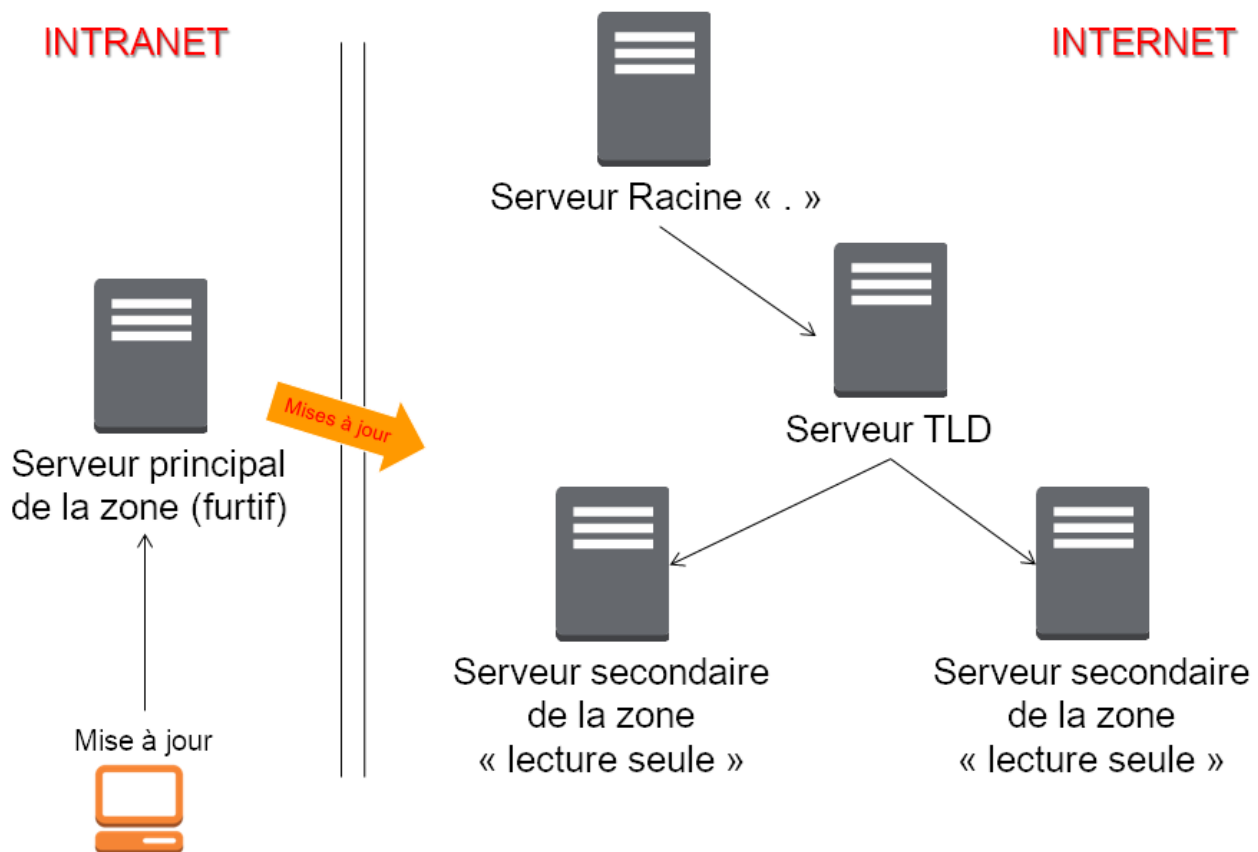 INTRANET
INTERNET
Serveur Racine « . »
Mises à jour
Serveur TLD
Serveur principal
de la zone (furtif)
Mise à jour
Serveur secondaire
de la zone
« lecture seule »
Serveur secondaire
de la zone
« lecture seule »